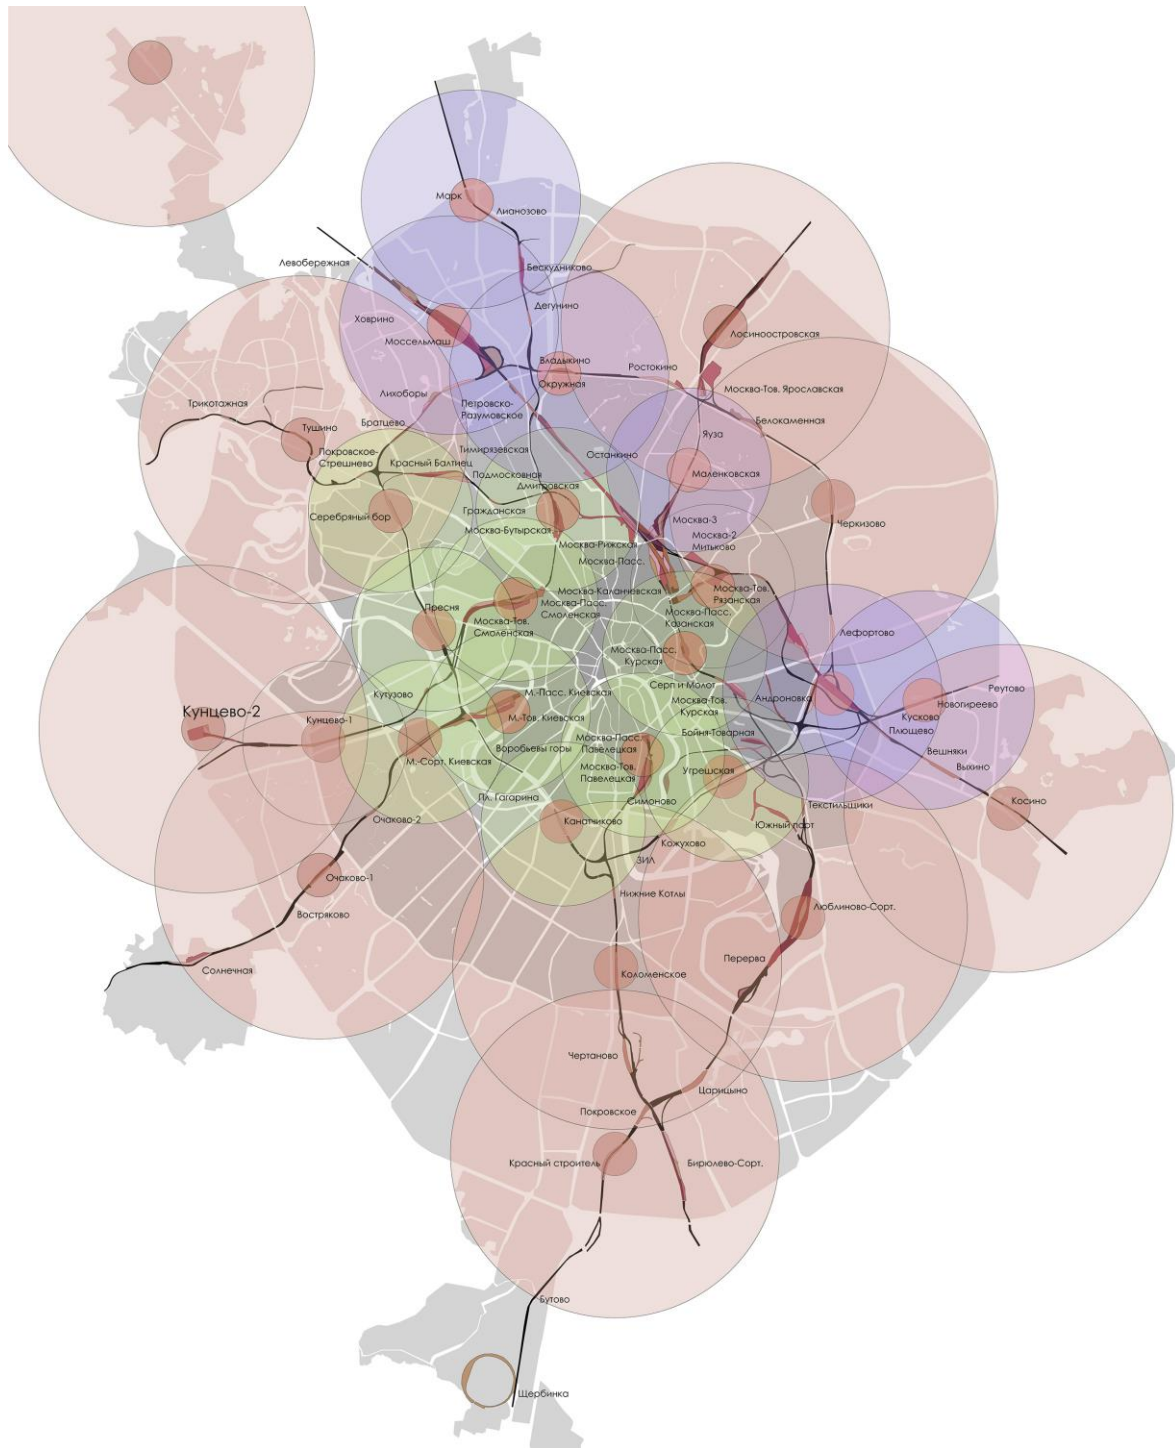 Марк
Лианозово
Левобережная
Бескудниково
Дегунино
Ховрино
Моссельмаш
Лосиноостровская
Владыкино
Окружная
Ростокино
Москва-Тов. Ярославская
Лихоборы
Петровско-
Разумовское
Белокаменная
Трикотажная
Братцево
Тушино
Яуза
Покровское-
Стрешнево
Тимирязевская
Останкино
Красный Балтиец
Подмосковная
Маленковская
Дмитровская
Серебряный бор
Гражданская
Москва-3
Черкизово
Москва-Бутырская
Москва-2
Митьково
Москва-Рижская
Москва-Пасс.
Москва-Каланчевская
Москва-Тов.
Рязанская
Пресня
Москва-Пасс.
Смоленская
Москва-Тов.
Смоленская
Москва-Пасс.
Казанская
Лефортово
Москва-Пасс.
Курская
Серп и Молот
Кутузово
М.-Пасс. Киевская
Москва-Тов.
Курская
Андроновка
Реутово
Новогиреево
Кунцево-2
Кунцево-1
М.-Тов. Киевская
Кусково
Плющево
Бойня-Товарная
Москва-Пасс.
Павелецкая
Воробьевы горы
Вешняки
М.-Сорт. Киевская
Москва-Тов.
Павелецкая
Угрешская
Выхино
Пл. Гагарина
Симоново
Текстильщики
Косино
Очаково-2
Канатчиково
Южный порт
Кожухово
ЗИЛ
Очаково-1
Нижние Котлы
Востряково
Люблиново-Сорт.
Солнечная
Перерва
Коломенское
Чертаново
Царицыно
Покровское
Красный строитель
Бирюлево-Сорт.
Бутово
Щербинка